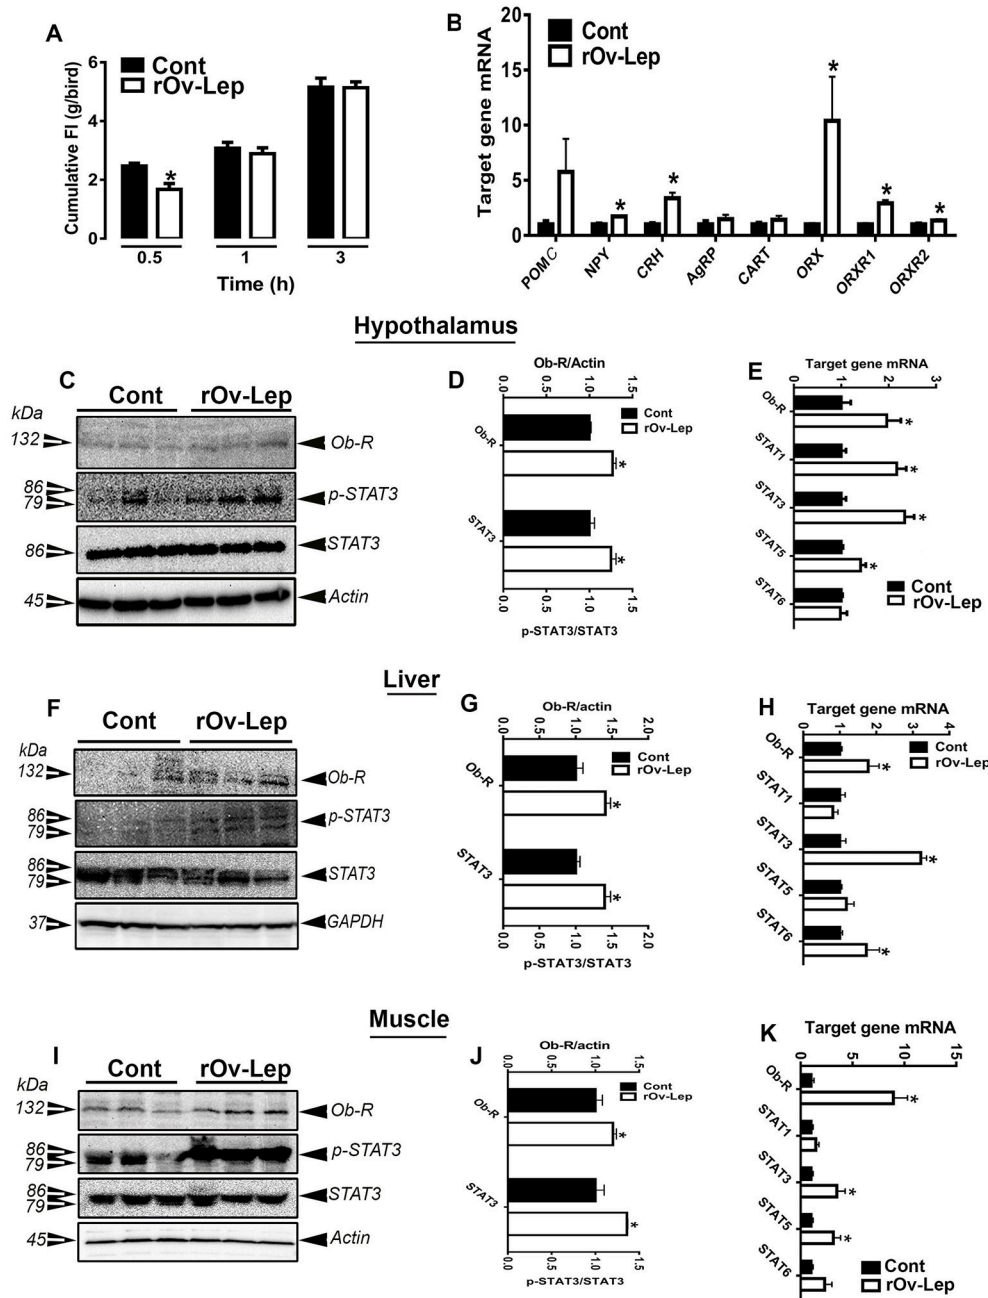 A
Cumulative FI (g/bird)
6
4
2
0
Cont
rOv-Lep
*
0.5 1 3
Time (h)
B
Target gene mRNA
20
15
10
5
0
Cont
rOv-Lep
* * * * *
POMC NPY CRH AgRP CART ORX ORXR1 ORXR2
Hypothalamus
C
Cont rOv-Lep
kDa
132 Ob-R
86
79
p-STAT3
86 STAT3
45 Actin
D
Ob-R/Actin
0.0 0.5 1.0 1.5
Cont
rOv-Lep
Ob-R
*
STAT3
*
0.0 0.5 1.0 1.5
p-STAT3/STAT3
E
Target gene mRNA
0 1 2 3
Ob-R
*
STAT1
*
STAT3
*
STAT5
*
STAT6
Cont
rOv-Lep
Liver
F
Cont rOv-Lep
kDa
132 Ob-R
86
79
p-STAT3
86
79
STAT3
37 GAPDH
G
Ob-R/actin
0.0 0.5 1.0 1.5 2.0
Cont
rOv-Lep
Ob-R
*
STAT3
*
0.0 0.5 1.0 1.5 2.0
p-STAT3/STAT3
H
Target gene mRNA
0 1 2 3 4
Cont
rOv-Lep
Ob-R
*
STAT1
STAT3
*
STAT5
STAT6
*
Muscle
I
Cont rOv-Lep
kDa
132 Ob-R
86
79
p-STAT3
86
79
STAT3
45 Actin
J
Ob-R/actin
0.0 0.5 1.0 1.5
Cont
rOv-Lep
Ob-R
*
STAT3
*
0.0 0.5 1.0 1.5
p-STAT3/STAT3
K
Target gene mRNA
0 5 10 15
Ob-R
*
STAT1
STAT3
*
STAT5
*
STAT6
Cont
rOv-Lep